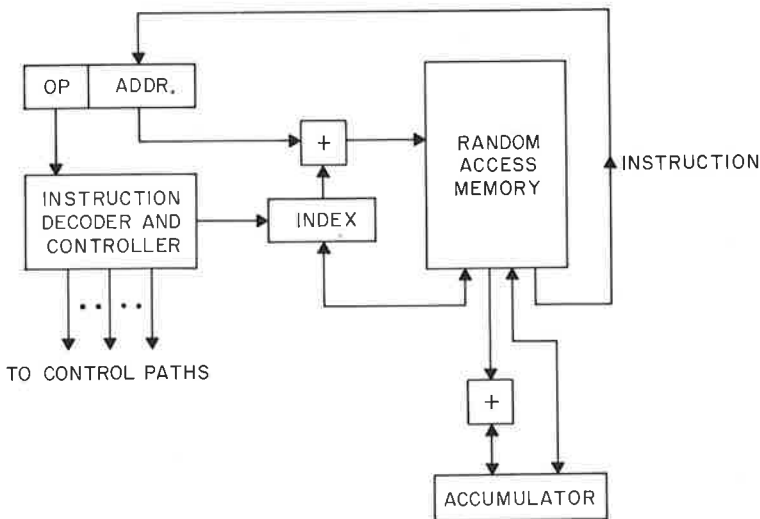 OP
ADDR.
+
RANDOM
ACCESS
MEMORY
INSTRUCTION
INSTRUCTION
DECODER AND
CONTROLLER
INDEX
TO CONTROL PATHS
+
ACCUMULATOR